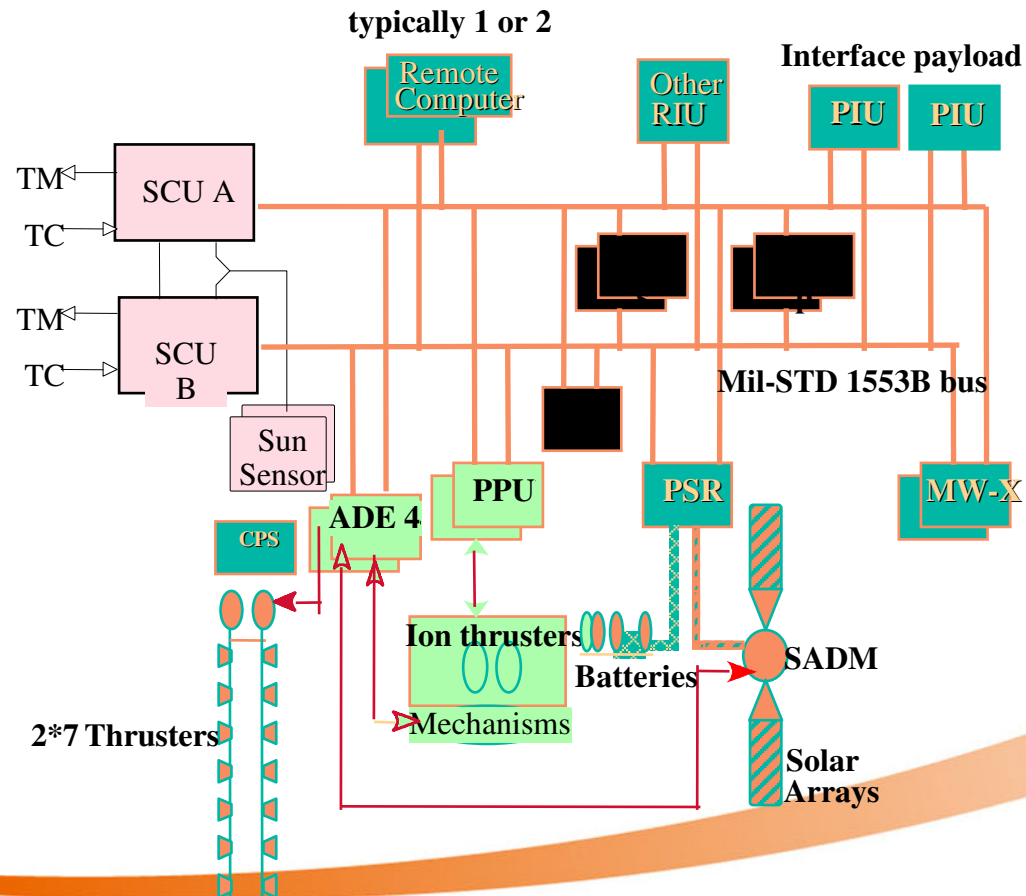 typically 1 or 2
Interface payload
Remote
Computer
Other
RIU
PIU
PIU
TM
SCU A
TC
TM
SCU
B
TC
Mil-STD 1553B bus
Sun
Sensor
PPU
PSR
MW-X
ADE 4
CPS
Ion thrusters
SADM
Batteries
Mechanisms
2*7 Thrusters
Solar
Arrays